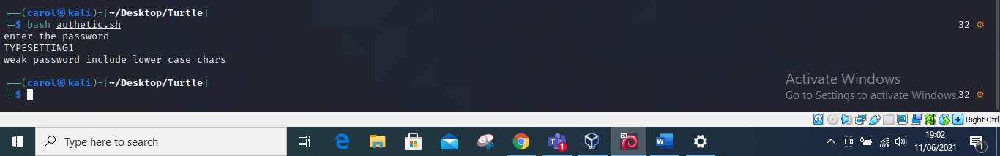 ┌──(carol㉿kali)-[~/Desktop/Turtle]
└─$ bash authetic.sh 32 ⚙
enter the password
TYPESETTING1
weak password include lower case chars
┌──(carol㉿kali)-[~/Desktop/Turtle]
└─$ 32 ⚙
Activate Windows
Go to Settings to activate Windows.
Right Ctrl
Type here to search
64
1
19:02
11/06/2021
1